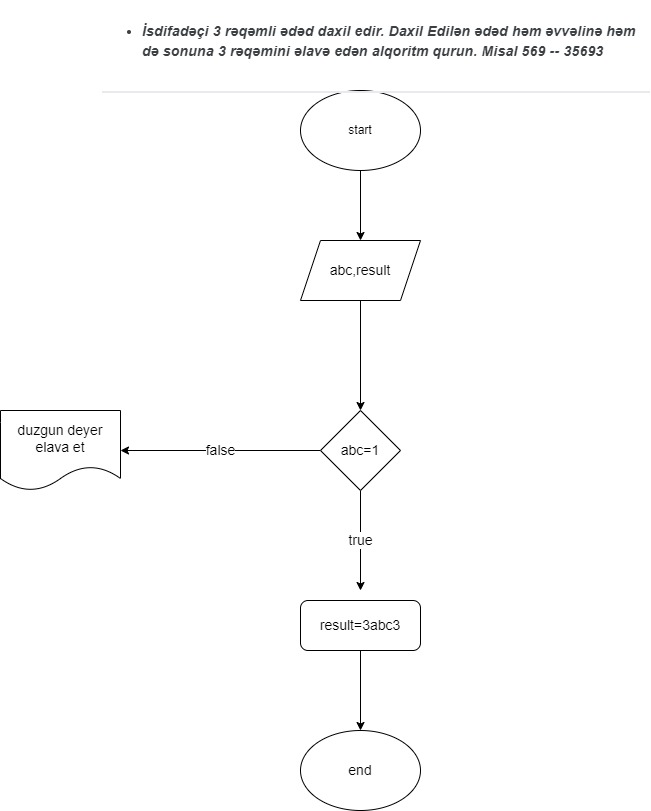 • İsdifadəçi 3 rəqəmli ədəd daxil edir. Daxil Edilən ədəd həm əvvəlinə həm
də sonuna 3 rəqəmini əlavə edən alqoritm qurun. Misal 569 -- 35693
start
abc,result
duzgun deyer
elava et
false
abc=1
true
result=3abc3
end